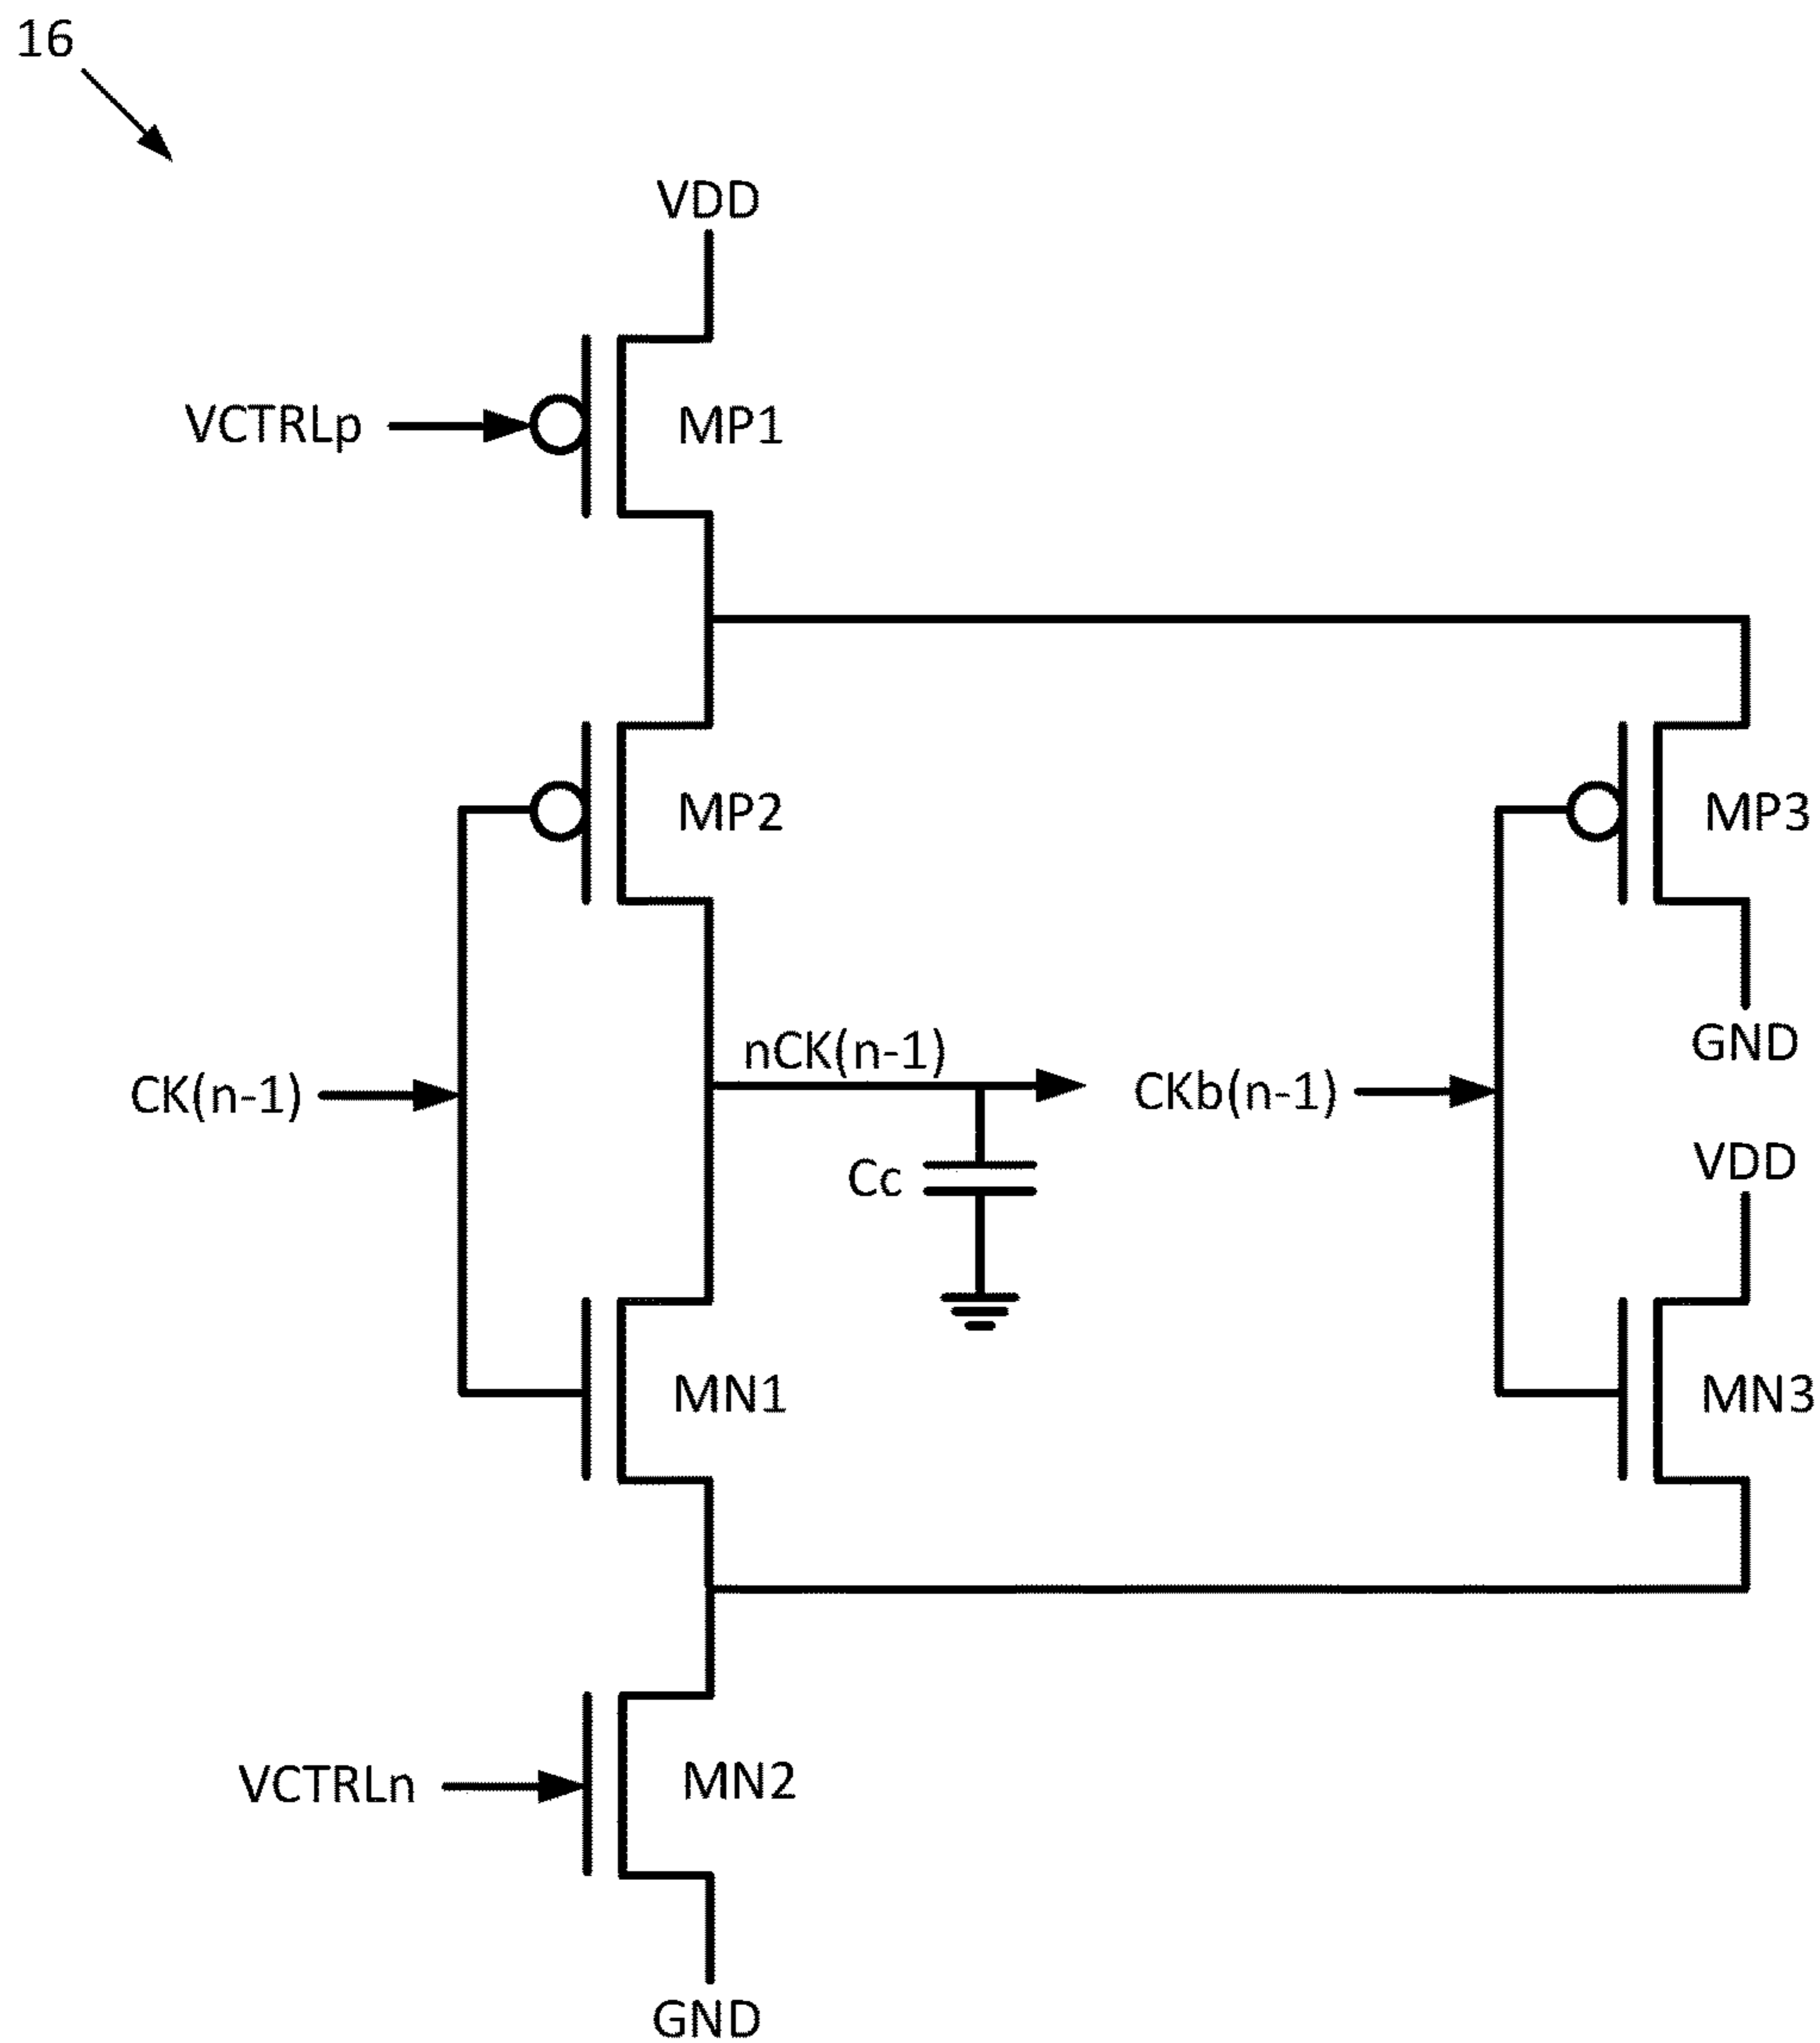 16
VDD
VCTRLp
MP1
MP2
MP3
nCK(n-1)
GND
CK(n-1)
CKb(n-1)
VDD
Cc
MN1
MN3
VCTRLn
MN2
GND